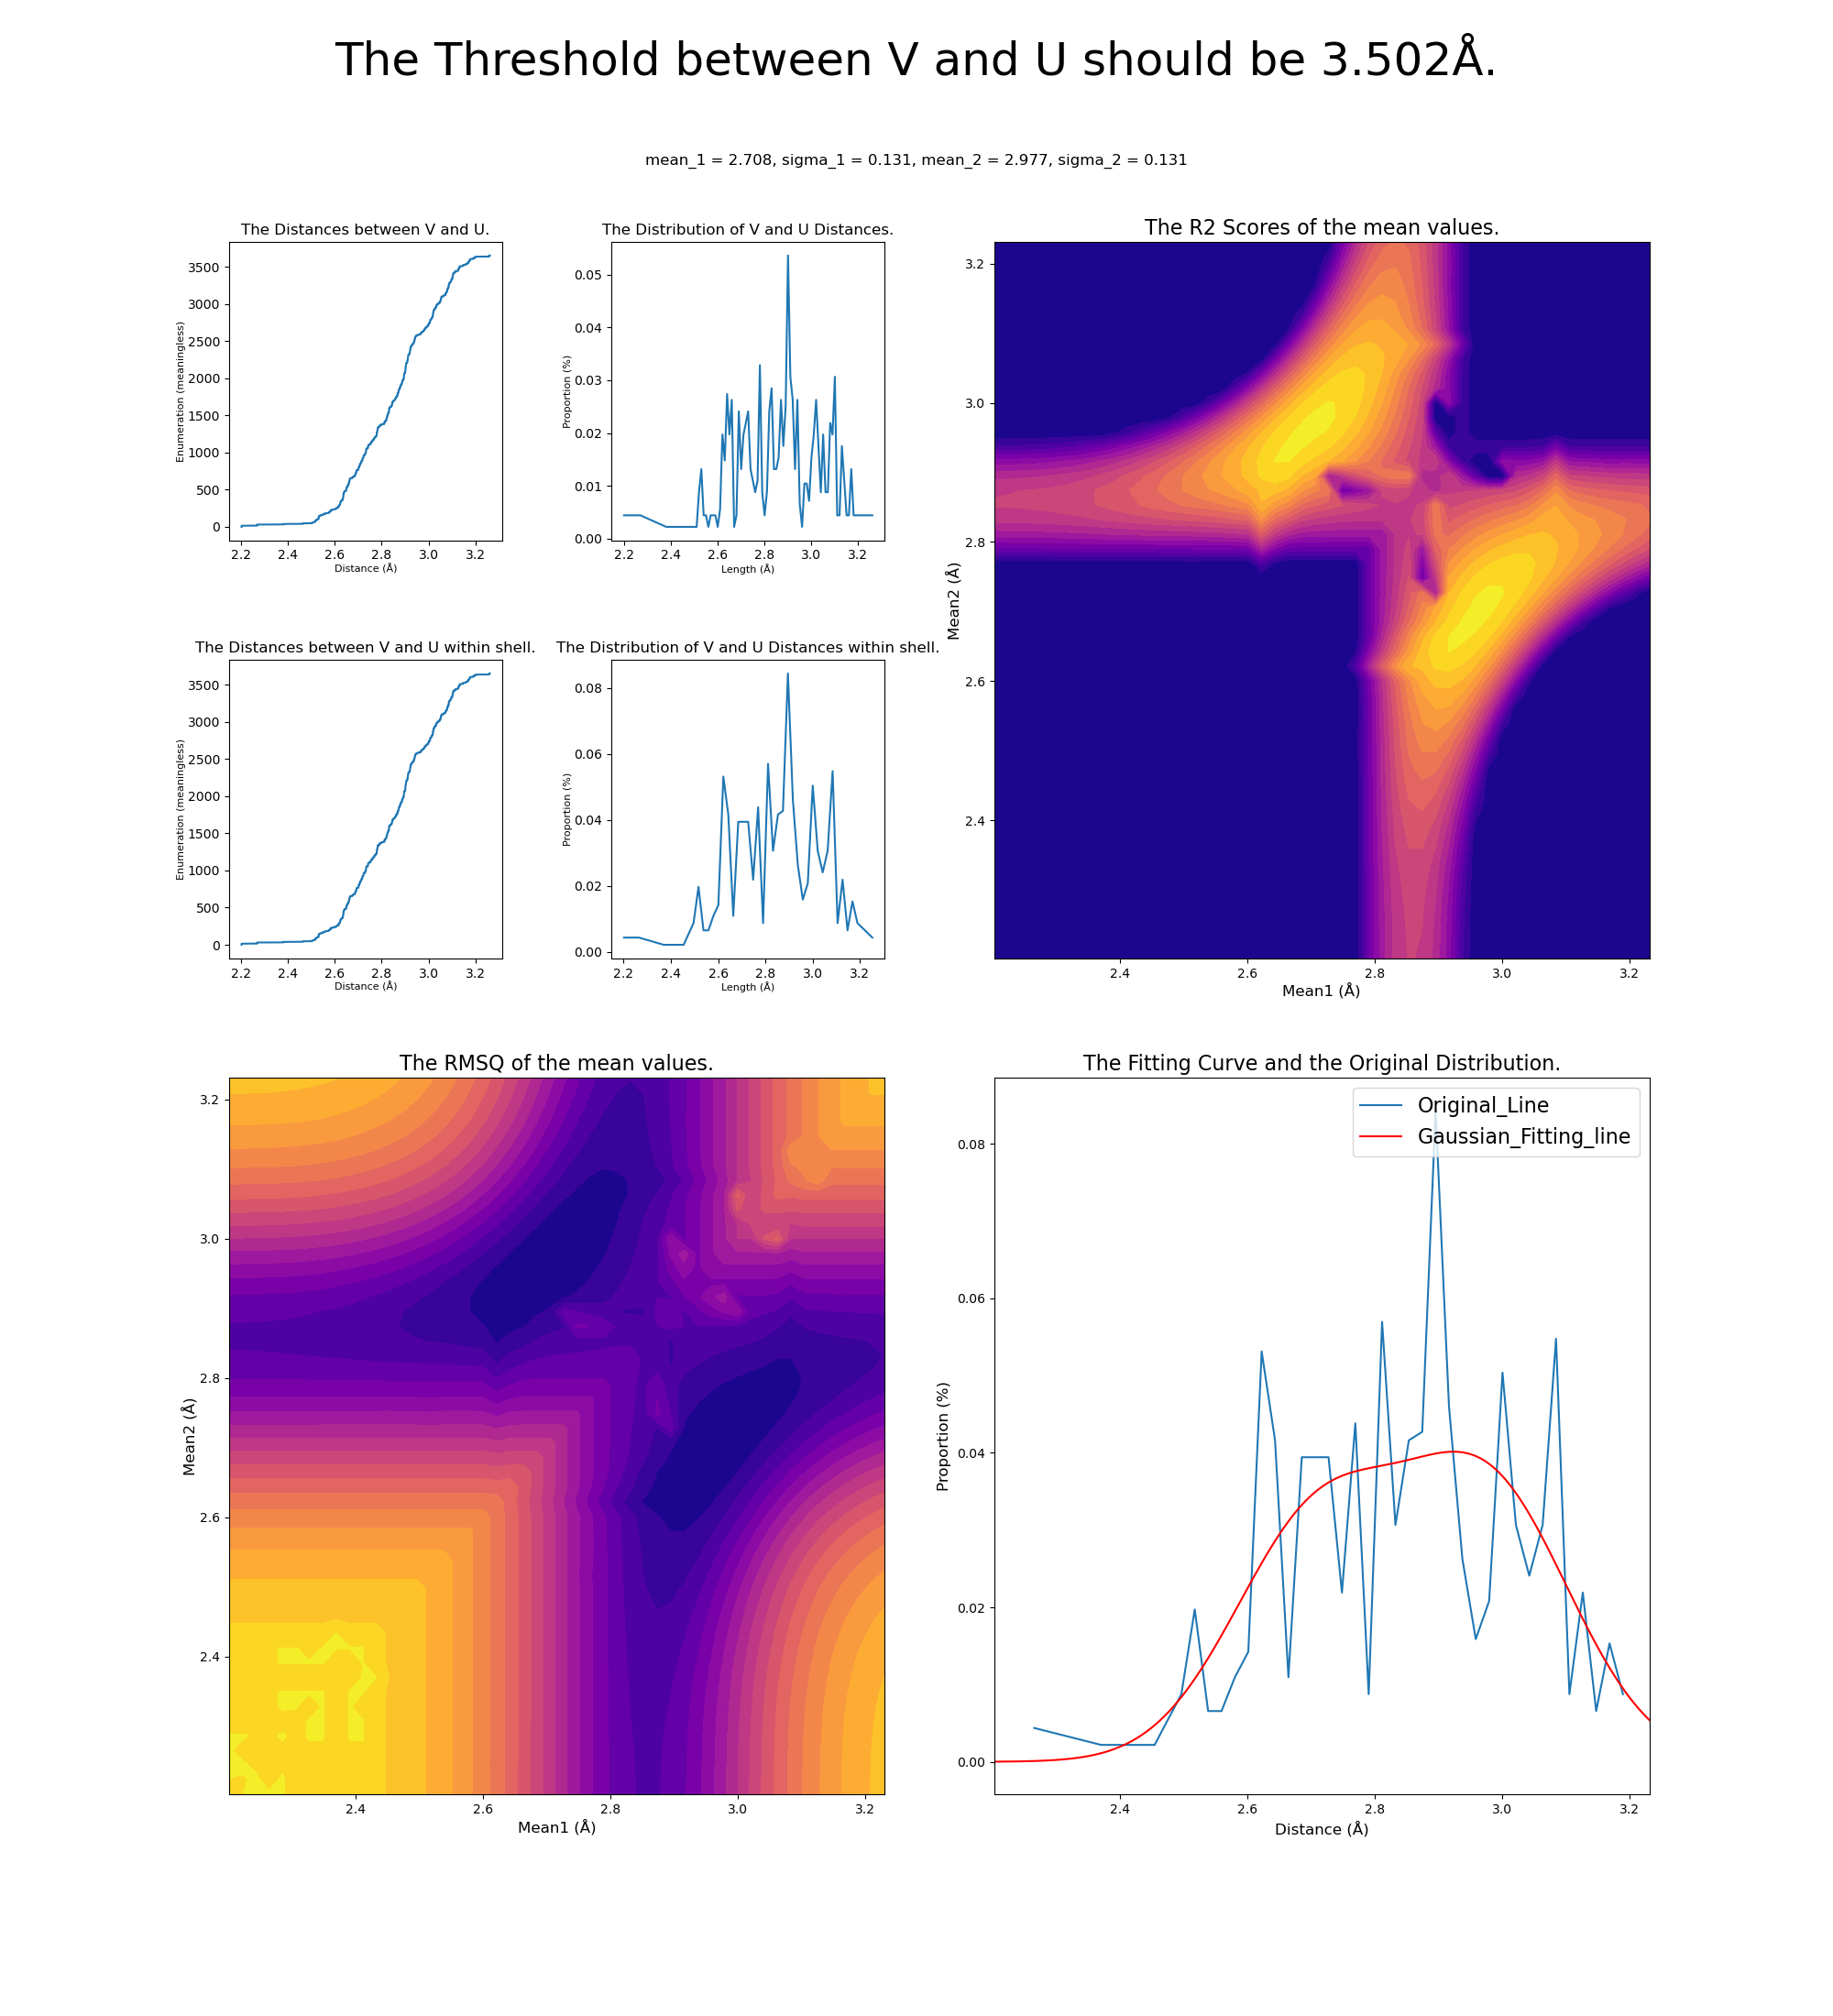 The Threshold between V and U should be 3.502Å.
mean_1 = 2.708, sigma_1 = 0.131, mean_2 = 2.977, sigma_2 = 0.131
The Distances between V and U.
3500
3000
2500
2000
1500
1000
500
0
Enumeration (meaningless)
2.2 2.4 2.6 2.8 3.0 3.2
Distance (Å)
The Distribution of V and U Distances.
0.05
0.04
0.03
0.02
0.01
0.00
Proportion (%)
2.2 2.4 2.6 2.8 3.0 3.2
Length (Å)
The R2 Scores of the mean values.
3.2
3.0
2.8
2.6
2.4
Mean2 (Å)
2.4 2.6 2.8 3.0 3.2
Mean1 (Å)
The Distances between V and U within shell.
3500
3000
2500
2000
1500
1000
500
0
Enumeration (meaningless)
2.2 2.4 2.6 2.8 3.0 3.2
Distance (Å)
The Distribution of V and U Distances within shell.
0.08
0.06
0.04
0.02
0.00
Proportion (%)
2.2 2.4 2.6 2.8 3.0 3.2
Length (Å)
The RMSQ of the mean values.
3.2
3.0
2.8
2.6
2.4
Mean2 (Å)
2.4 2.6 2.8 3.0 3.2
Mean1 (Å)
The Fitting Curve and the Original Distribution.
Original_Line
Gaussian_Fitting_line
0.08
0.06
0.04
0.02
0.00
Proportion (%)
2.4 2.6 2.8 3.0 3.2
Distance (Å)